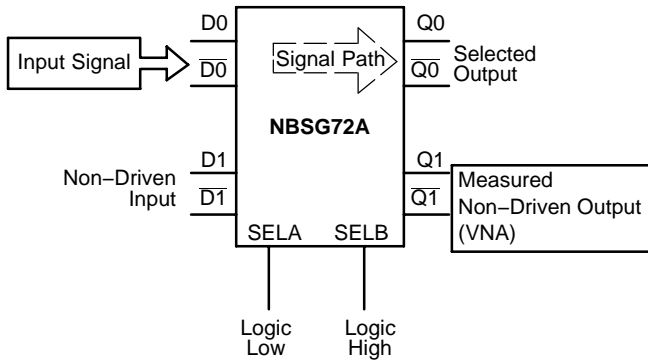 D0
Q0
Input Signal
D0
Signal Path
Q0
Selected
Output
NBSG72A
D1
Q1
Non−Driven
Input
D1
Q1
Measured
Non−Driven Output
(VNA)
SELA
SELB
Logic
Low
Logic
High